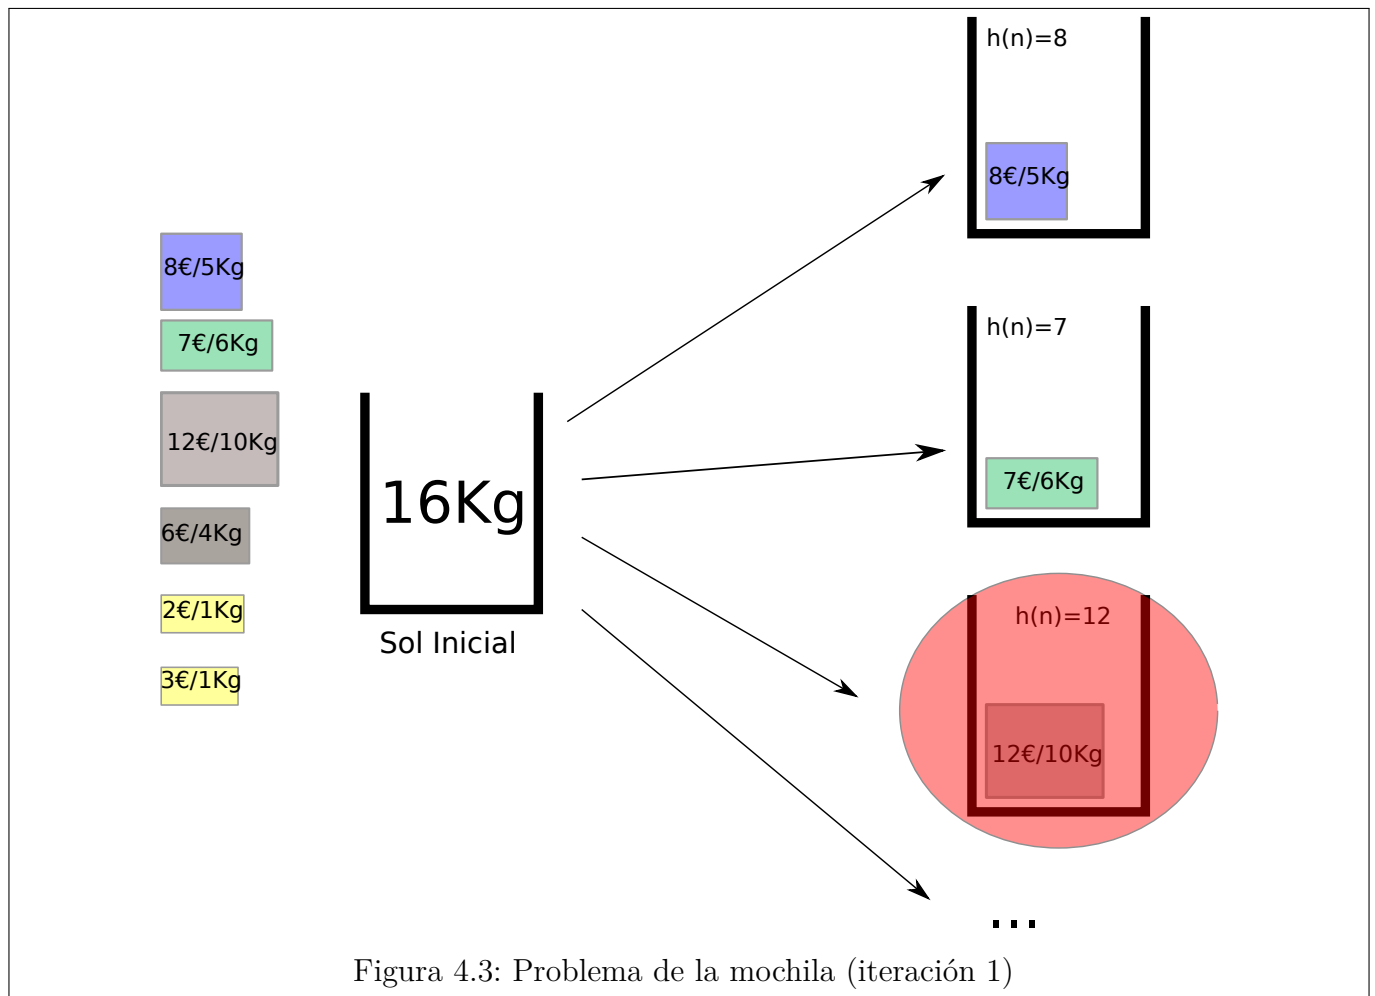 8€/5Kg
7€/6Kg
12€/10Kg
6€/4Kg
2€/1Kg
3€/1Kg
16Kg
Sol Inicial
h(n)=8
8€/5Kg
h(n)=7
7€/6Kg
h(n)=12
12€/10Kg
...
Figura 4.3: Problema de la mochila (iteración 1)